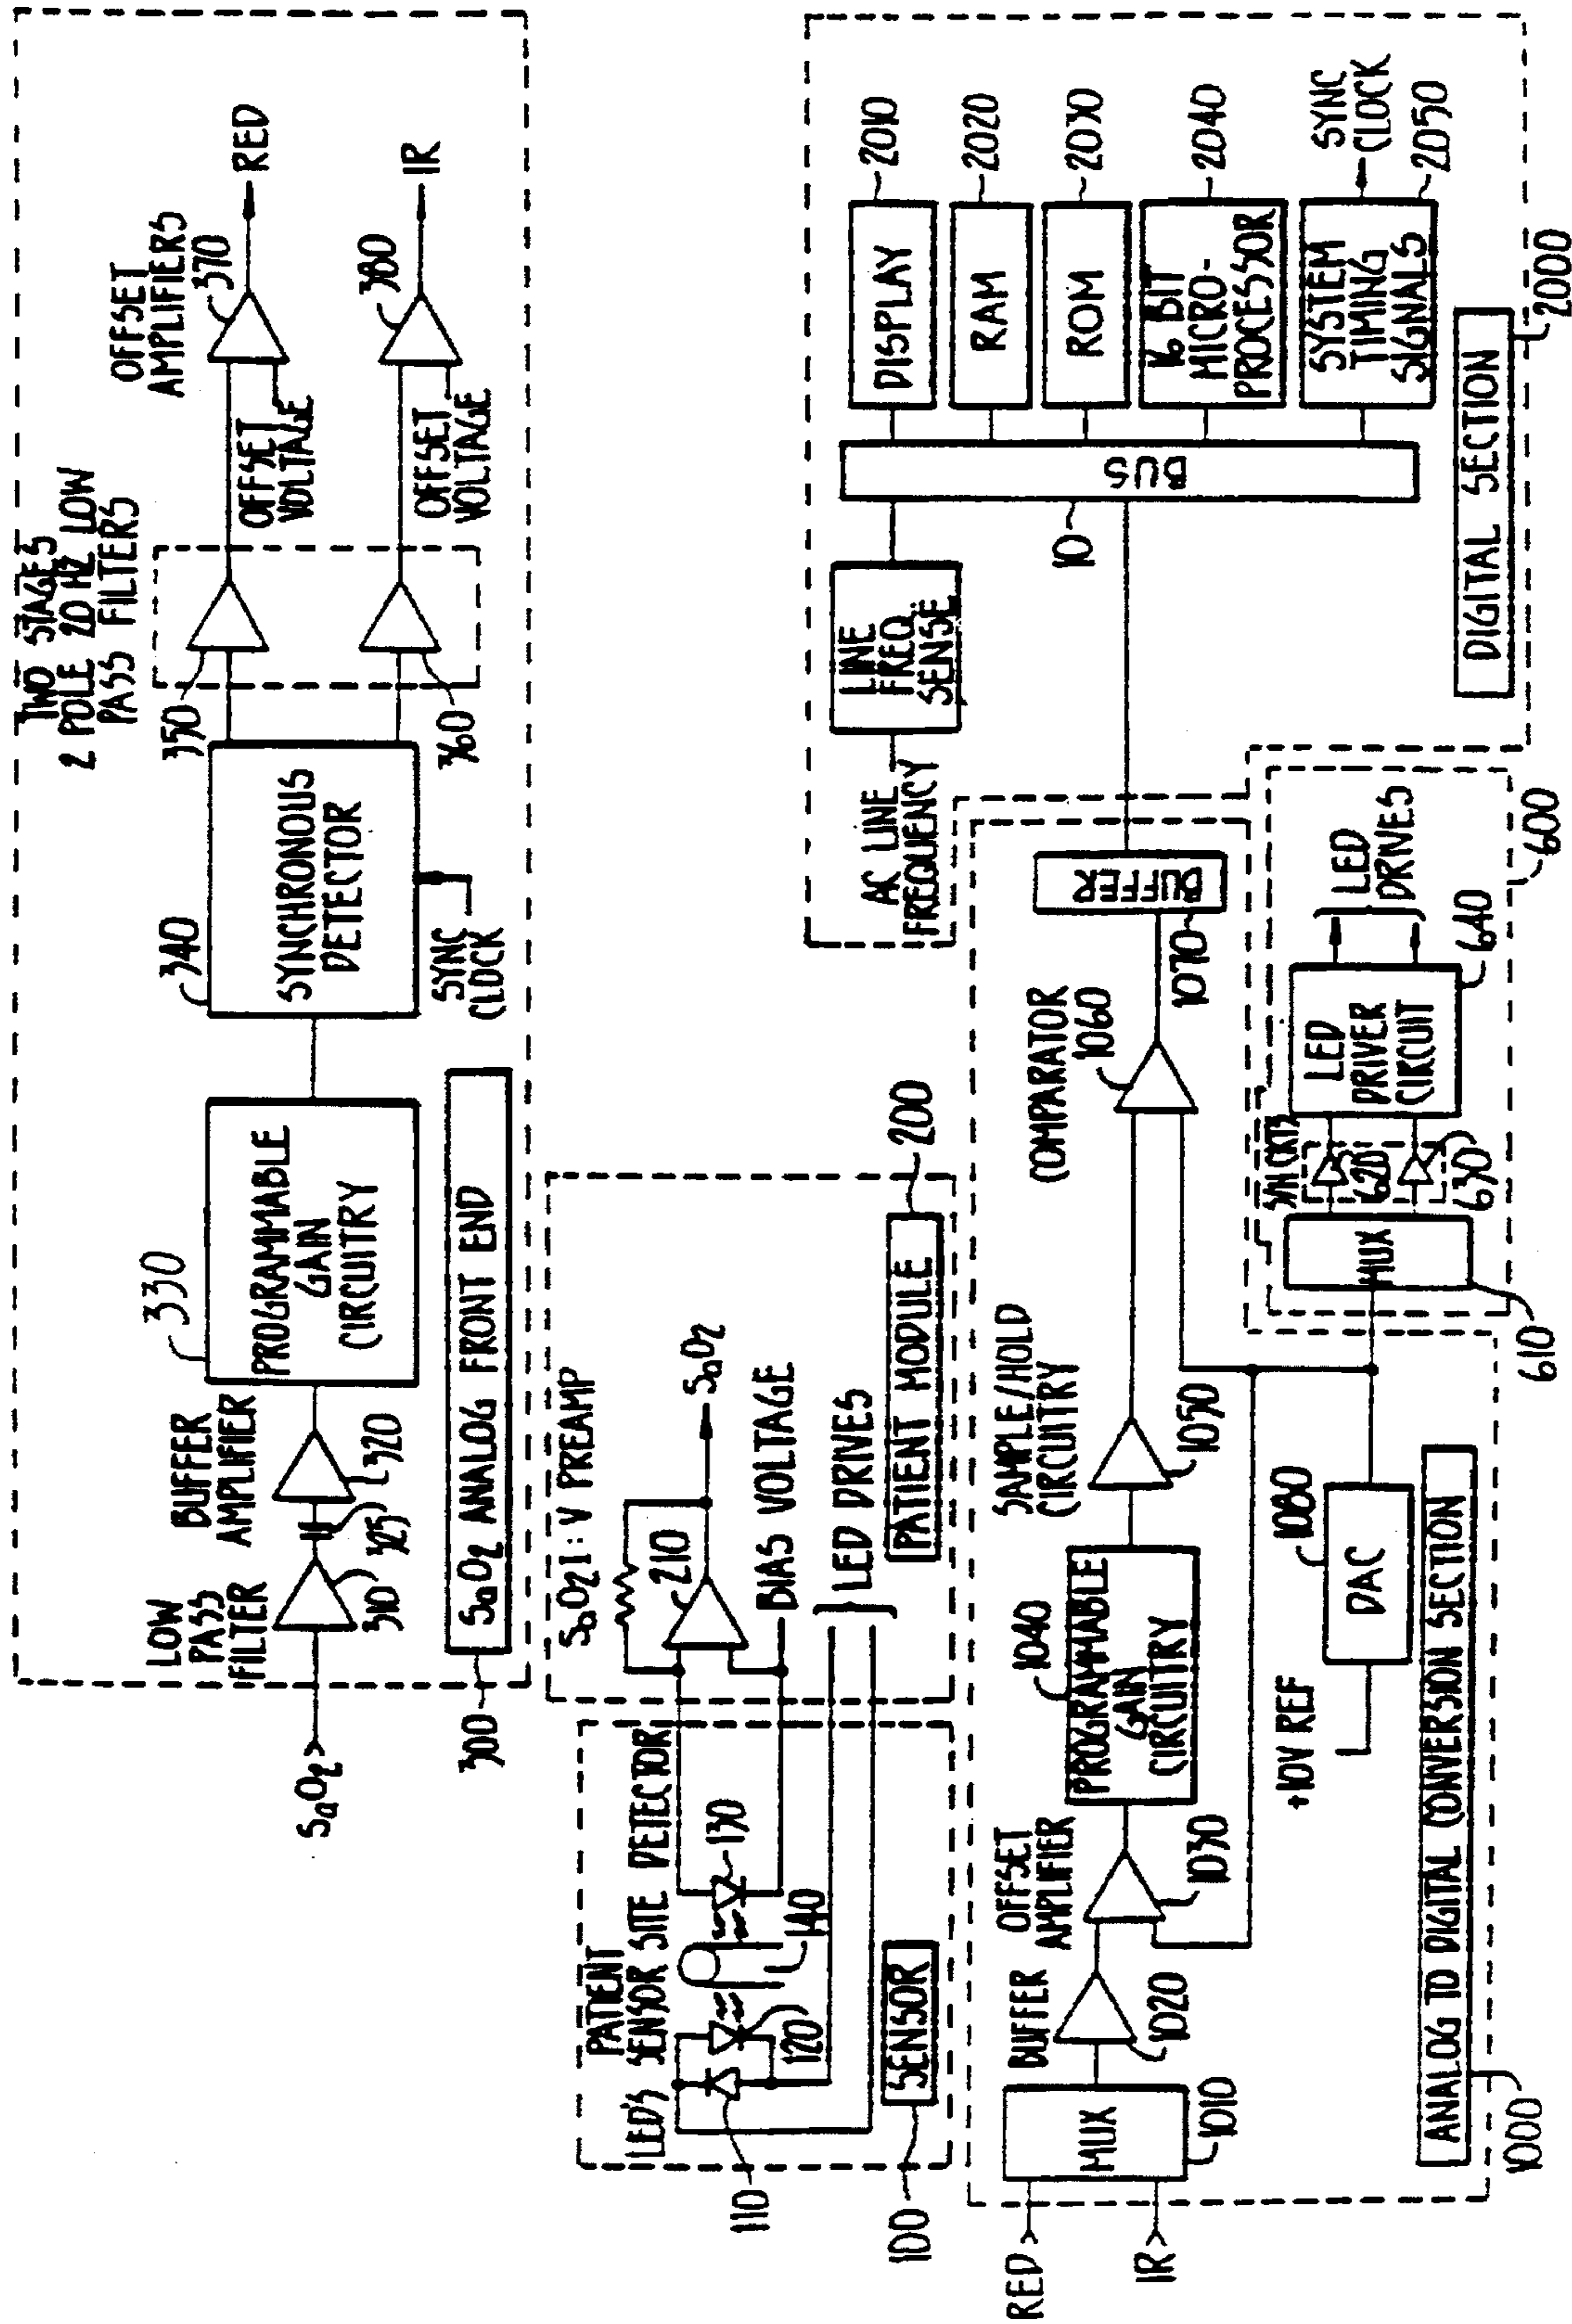 TWO STAGES
2 POLE 20 HZ LOW
PASS FILTERS
OFFSET
AMPLIFIERS
LOW
PASS
FILTER
BUFFER
AMPLIFIER
330
340
350
370
RED
SaO2
310
325
320
PROGRAMMABLE
GAIN
CIRCUITRY
SYNCHRONOUS
DETECTOR
OFFSET
VOLTAGE
380
IR
SYNC
CLOCK
360
OFFSET
VOLTAGE
300
SaO2 ANALOG FRONT END
SaO2 I:V PREAMP
PATIENT
LED'S SENSOR SITE DETECTOR
210
SaO2
110
120
130
140
BIAS VOLTAGE
LED DRIVES
100
SENSOR
PATIENT MODULE
200
AC LINE
FREQUENCY
LINE
FREQ.
SENSE
10
BUS
DISPLAY
2010
RAM
2020
ROM
2030
16 BIT
MICRO-
PROCESSOR
2040
SYSTEM
TIMING
SIGNALS
SYNC
CLOCK
2050
DIGITAL SECTION
2000
RED
IR
MUX
1010
BUFFER
1020
OFFSET
AMPLIFIER
1030
1040
PROGRAMMABLE
GAIN
CIRCUITRY
SAMPLE/HOLD
CIRCUITRY
1050
COMPARATOR
1060
BUFFER
1070
+10V REF
DAC
1080
ANALOG TO DIGITAL CONVERSION SECTION
1000
MUX
610
S/H CKTS
620
630
LED
DRIVER
CIRCUIT
640
LED
DRIVES
600